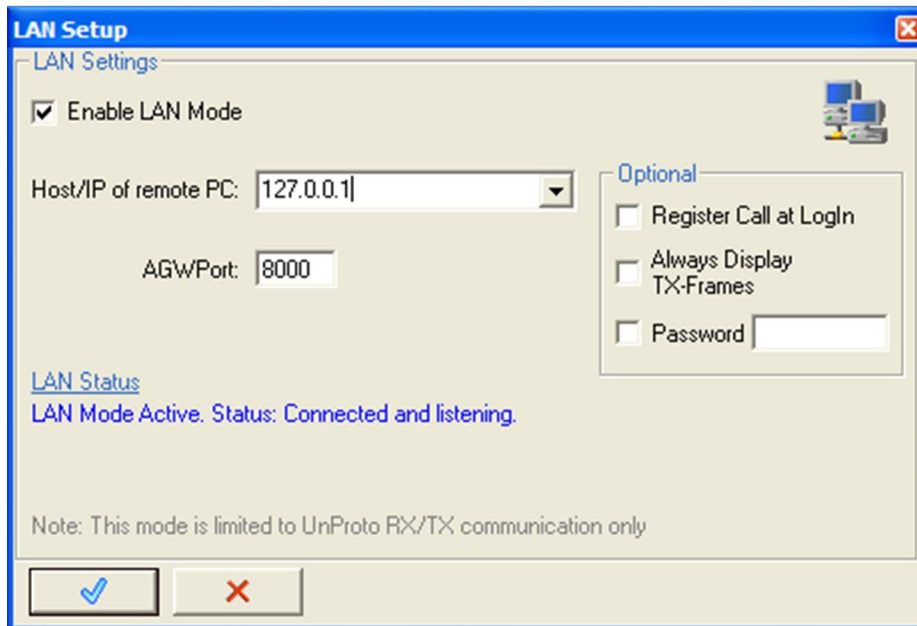 LAN Setup
LAN Settings
Enable LAN Mode
Host/IP of remote PC: 127.0.0.1
AGWPort: 8000
Optional
Register Call at LogIn
Always Display
TX-Frames
Password
LAN Status
LAN Mode Active. Status: Connected and listening.
Note: This mode is limited to UnProto RX/TX communication only